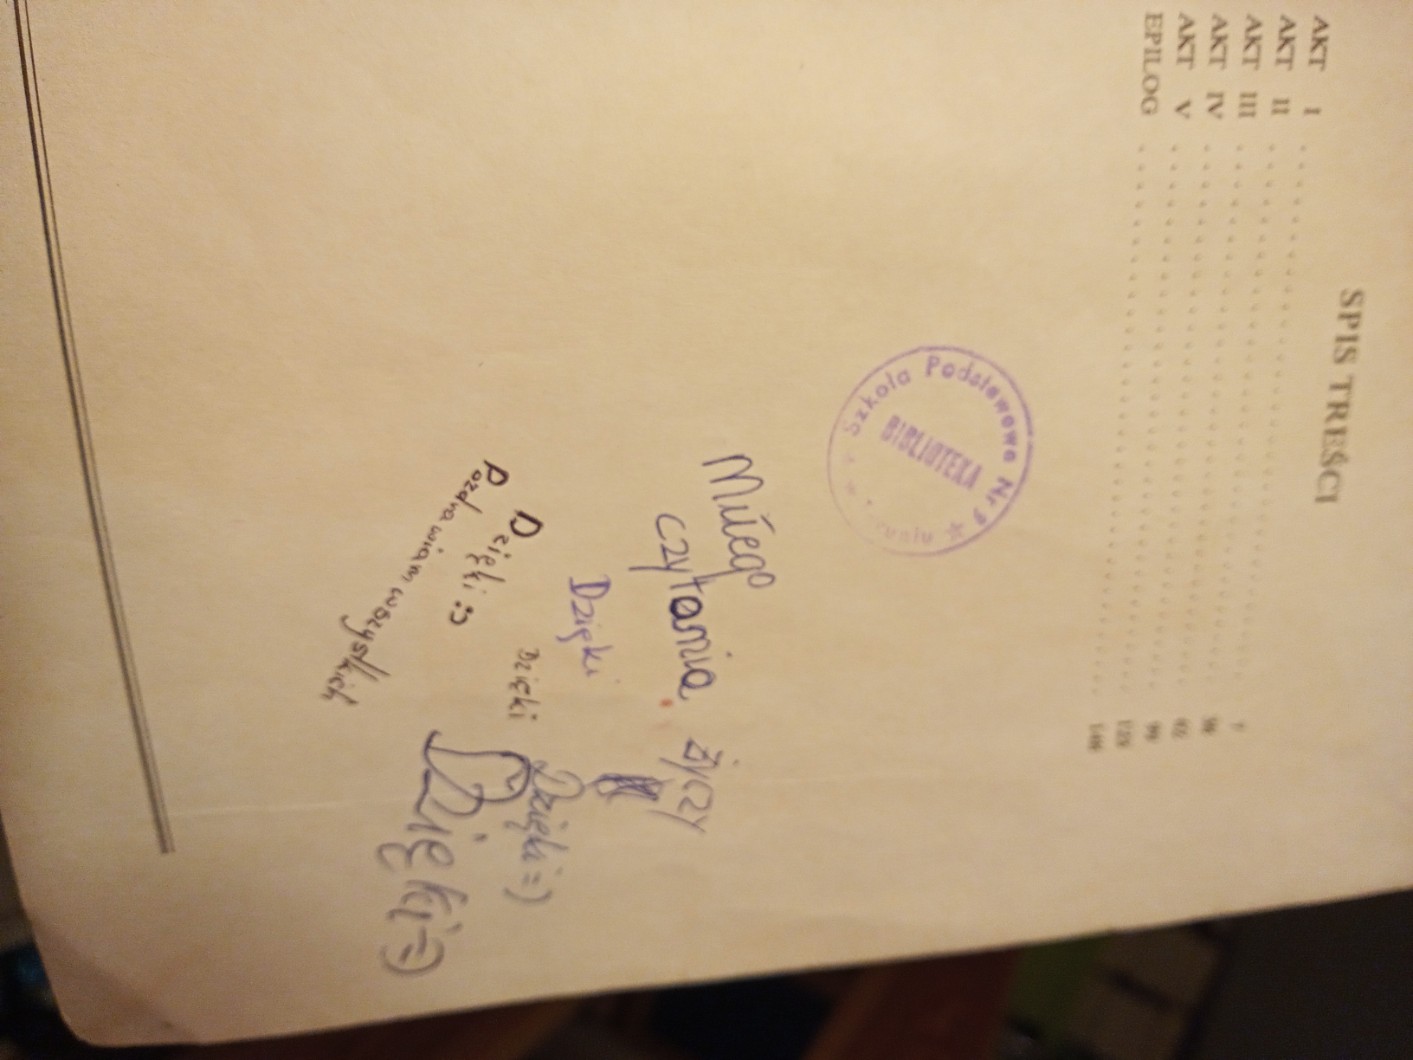 SPIS TREŚCI
AKT I
AKT II
AKT III
AKT IV
AKT V
EPILOG
Szkoła Podstawowa Nr 9
BIBLIOTEKA
Miłego
czytania. życzy
Dzięki
Dzięki :)
Dzięki
Dzięki =)
Pozdrawiam wszystkich
Dzięki =)